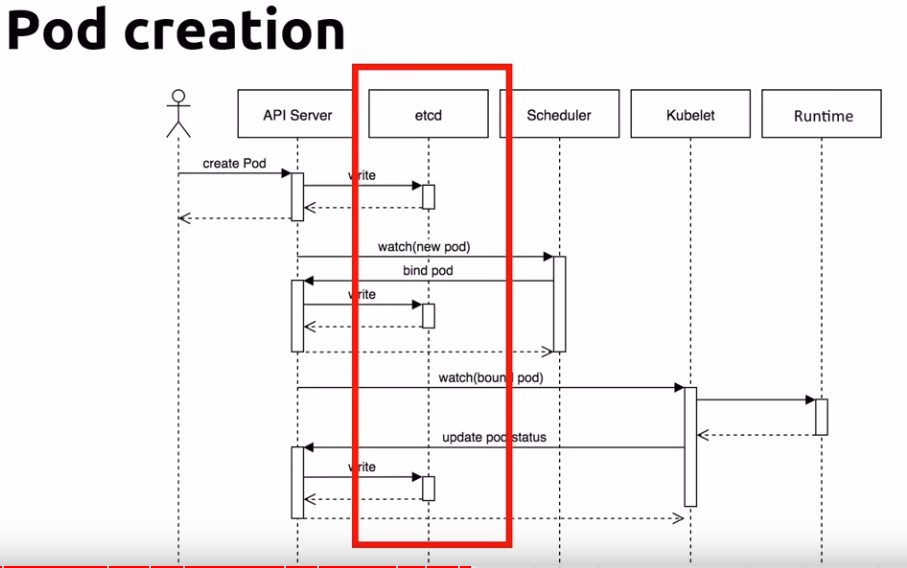 Pod creation
API Server
etcd
Scheduler
Kubelet
Runtime
create Pod
write
watch(new pod)
bind pod
write
watch(bound pod)
update pod status
write